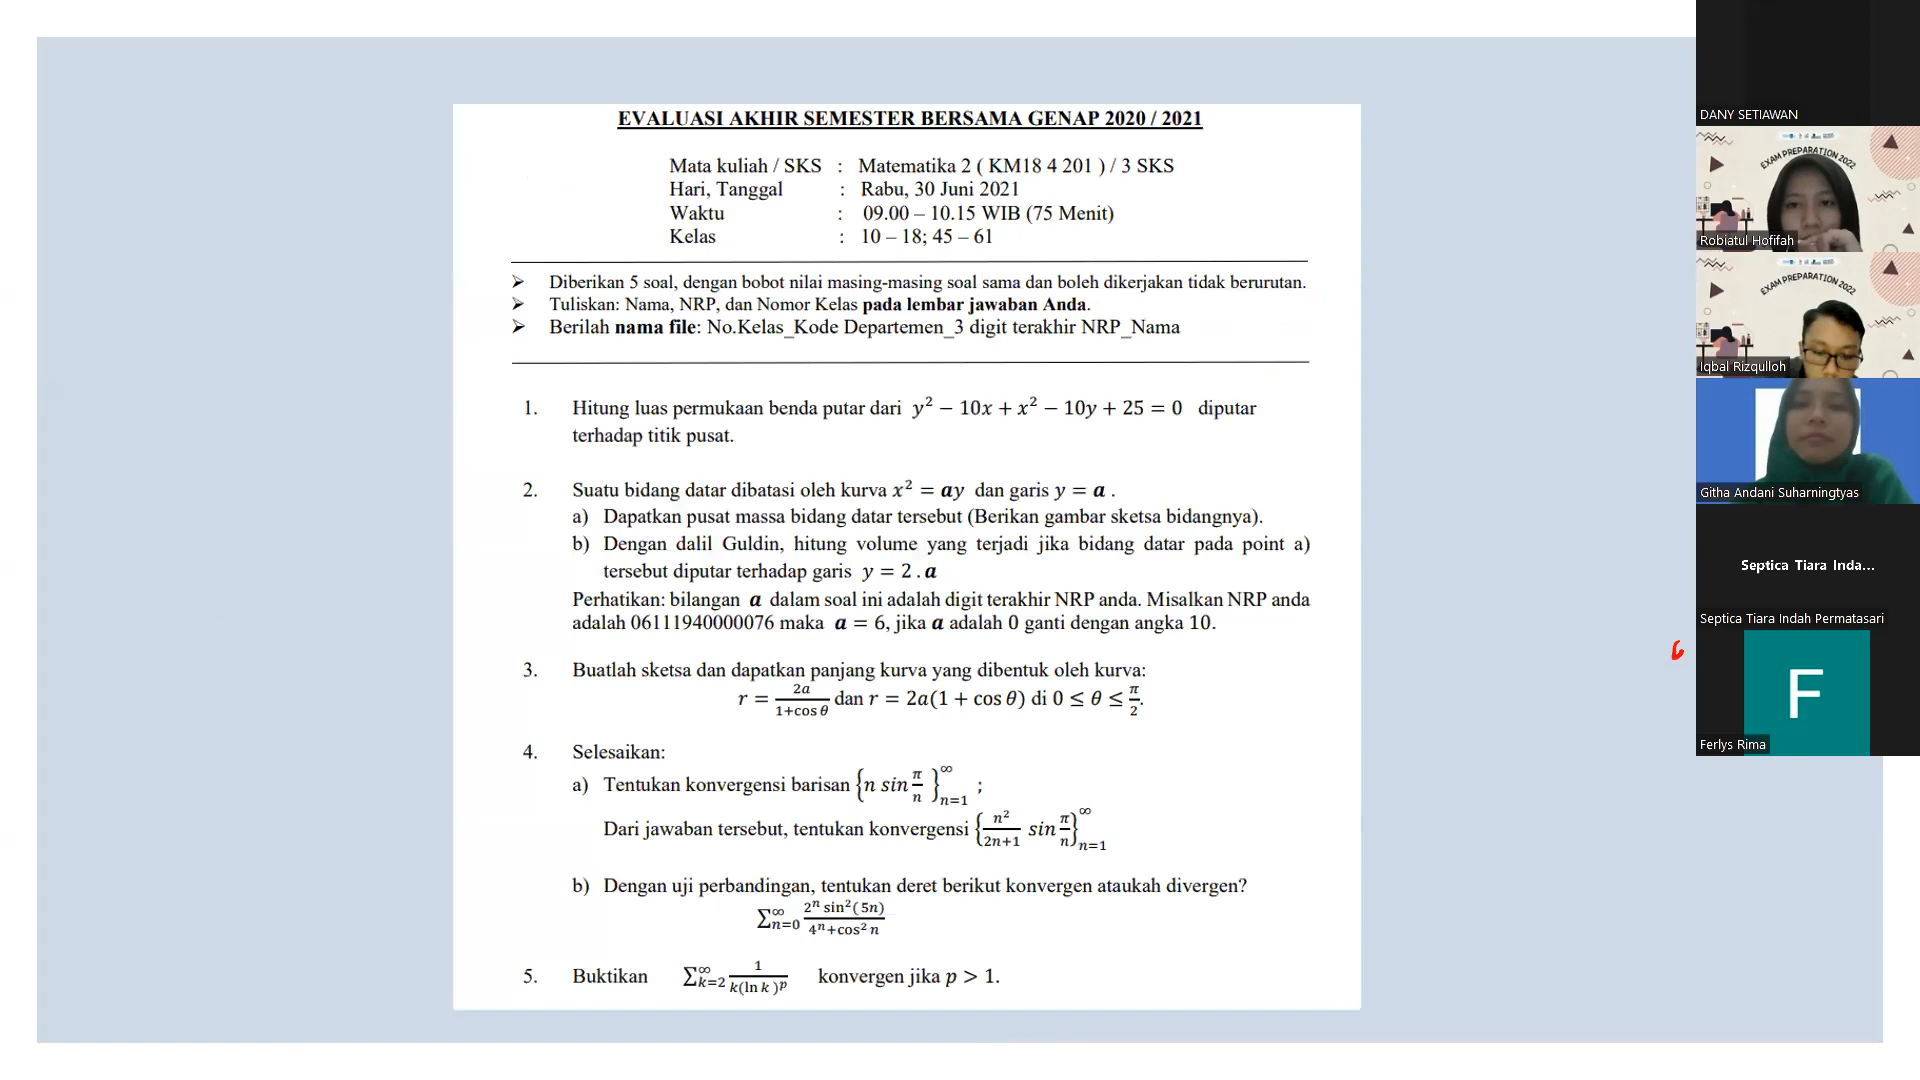 EVALUASI AKHIR SEMESTER BERSAMA GENAP 2020 / 2021
Mata kuliah / SKS : Matematika 2 ( KM18 4 201 ) / 3 SKS
Hari, Tanggal : Rabu, 30 Juni 2021
Waktu : 09.00 – 10.15 WIB (75 Menit)
Kelas : 10 – 18; 45 – 61
➢ Diberikan 5 soal, dengan bobot nilai masing-masing soal sama dan boleh dikerjakan tidak berurutan.
➢ Tuliskan: Nama, NRP, dan Nomor Kelas pada lembar jawaban Anda.
➢ Berilah nama file: No.Kelas_Kode Departemen_3 digit terakhir NRP_Nama
1. Hitung luas permukaan benda putar dari y² − 10x + x² − 10y + 25 = 0 diputar
terhadap titik pusat.
2. Suatu bidang datar dibatasi oleh kurva x² = ay dan garis y = a .
a) Dapatkan pusat massa bidang datar tersebut (Berikan gambar sketsa bidangnya).
b) Dengan dalil Guldin, hitung volume yang terjadi jika bidang datar pada point a)
tersebut diputar terhadap garis y = 2 . a
Perhatikan: bilangan a dalam soal ini adalah digit terakhir NRP anda. Misalkan NRP anda
adalah 06111940000076 maka a = 6, jika a adalah 0 ganti dengan angka 10.
3. Buatlah sketsa dan dapatkan panjang kurva yang dibentuk oleh kurva:
r = 2a/(1+cos θ) dan r = 2a(1 + cos θ) di 0 ≤ θ ≤ π/2.
4. Selesaikan:
a) Tentukan konvergensi barisan {n sin π/n}_{n=1}^∞ ;
Dari jawaban tersebut, tentukan konvergensi {n²/(2n+1) sin π/n}_{n=1}^∞
b) Dengan uji perbandingan, tentukan deret berikut konvergen ataukah divergen?
∑_{n=0}^∞ (2ⁿ sin²(5n))/(4ⁿ+cos² n)
5. Buktikan ∑_{k=2}^∞ 1/(k(ln k)^p) konvergen jika p > 1.
DANY SETIAWAN
EXAM PREPARATION 2022
Robiatul Hofifah
EXAM PREPARATION 2022
Iqbal Rizqulloh
Githa Andani Suharningtyas
Septica Tiara Inda...
Septica Tiara Indah Permatasari
F
Ferlys Rima